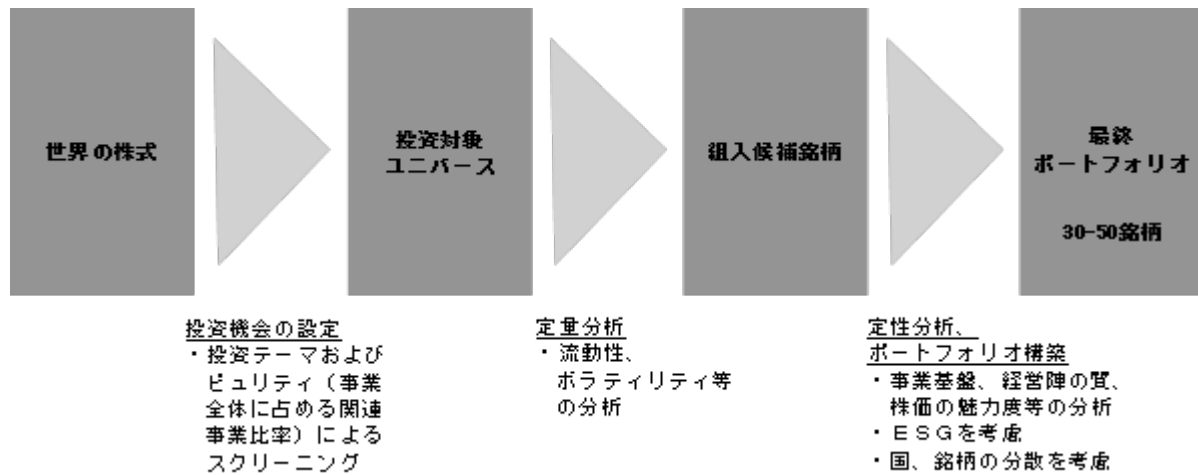 世界の株式
投資対象
ユニバース
組入候補銘柄
最終
ポートフォリオ
30-50銘柄
投資機会の設定
・投資テーマおよび
ピュリティ（事業
全体に占める関連
事業比率）による
スクリーニング
定量分析
・流動性、
ボラティリティ等
の分析
定性分析、
ポートフォリオ構築
・事業基盤、経営陣の質、
株価の魅力度等の分析
・ＥＳＧを考慮
・国、銘柄の分散を考慮